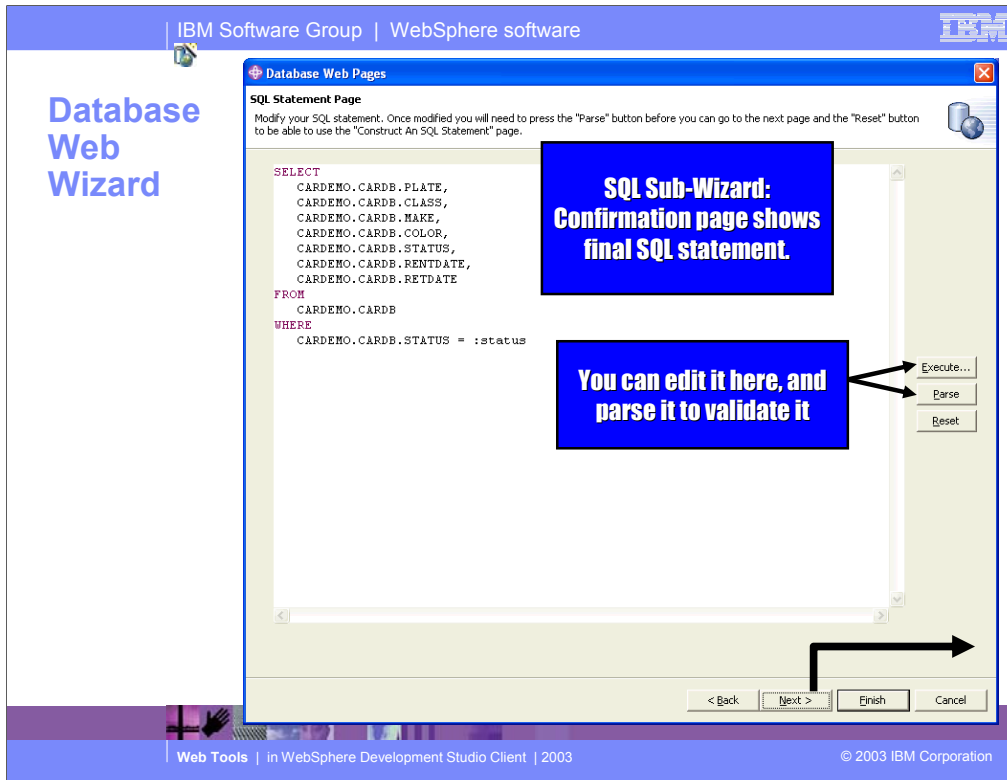 IBM Software Group | WebSphere software
IBM
Database
Web
Wizard
Database Web Pages
SQL Statement Page
Modify your SQL statement. Once modified you will need to press the "Parse" button before you can go to the next page and the "Reset" button
to be able to use the "Construct An SQL Statement" page.
SELECT
CARDEMO.CARDB.PLATE,
CARDEMO.CARDB.CLASS,
CARDEMO.CARDB.MAKE,
CARDEMO.CARDB.COLOR,
CARDEMO.CARDB.STATUS,
CARDEMO.CARDB.RENTDATE,
CARDEMO.CARDB.RETDATE
FROM
CARDEMO.CARDB
WHERE
CARDEMO.CARDB.STATUS = :status
SQL Sub-Wizard:
Confirmation page shows
final SQL statement.
You can edit it here, and
parse it to validate it
Execute...
Parse
Reset
< Back
Next >
Finish
Cancel
Web Tools | in WebSphere Development Studio Client | 2003
© 2003 IBM Corporation